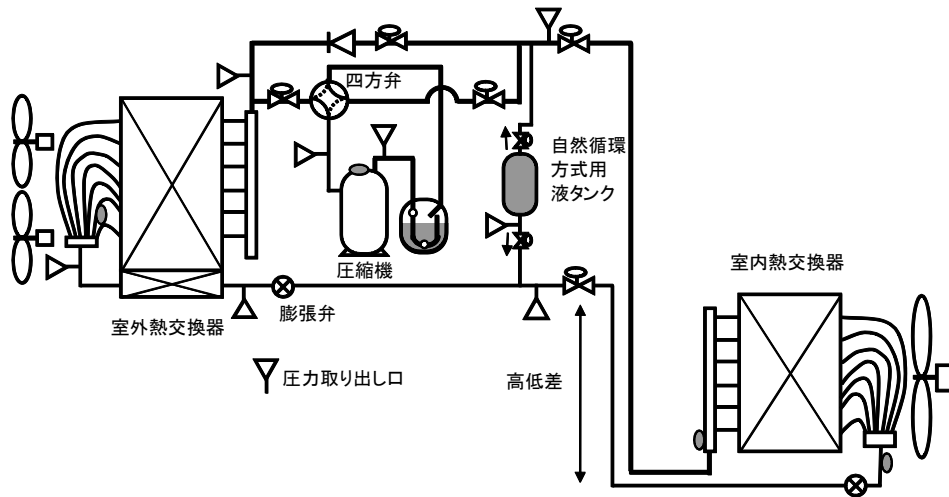 四方弁
自然循環
方式用
液タンク
圧縮機
室内熱交換器
膨張弁
室外熱交換器
圧力取り出し口
高低差